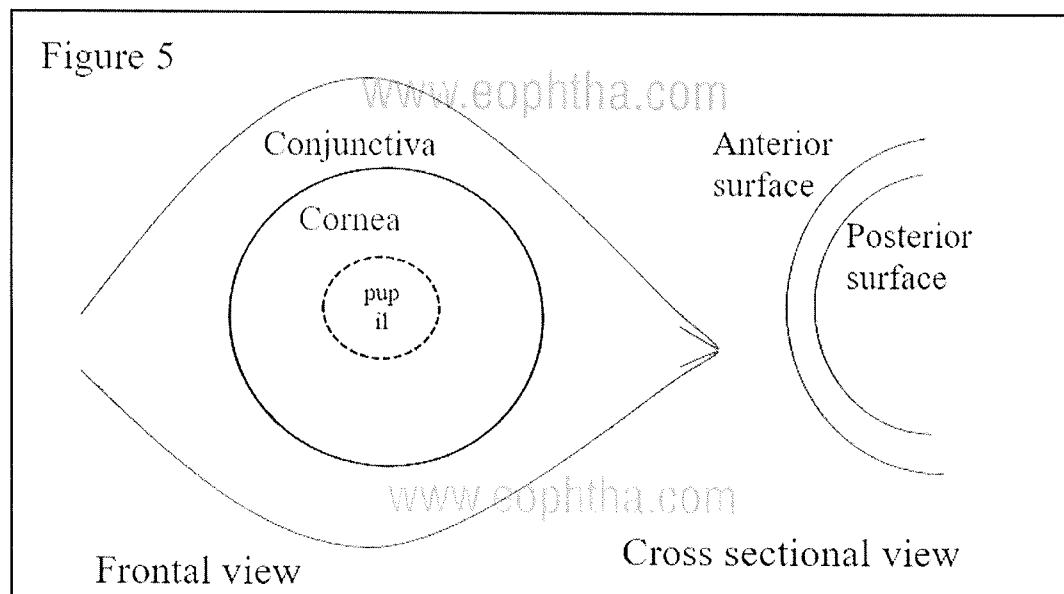 Figure 5
www.eophtha.com
Conjunctiva
Cornea
pup
il
Anterior
surface
Posterior
surface
www.eophtha.com
Frontal view
Cross sectional view